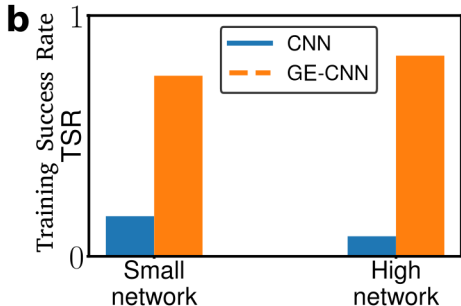 b
Training Success Rate
TSR
1
0
CNN
GE-CNN
Small
network
High
network